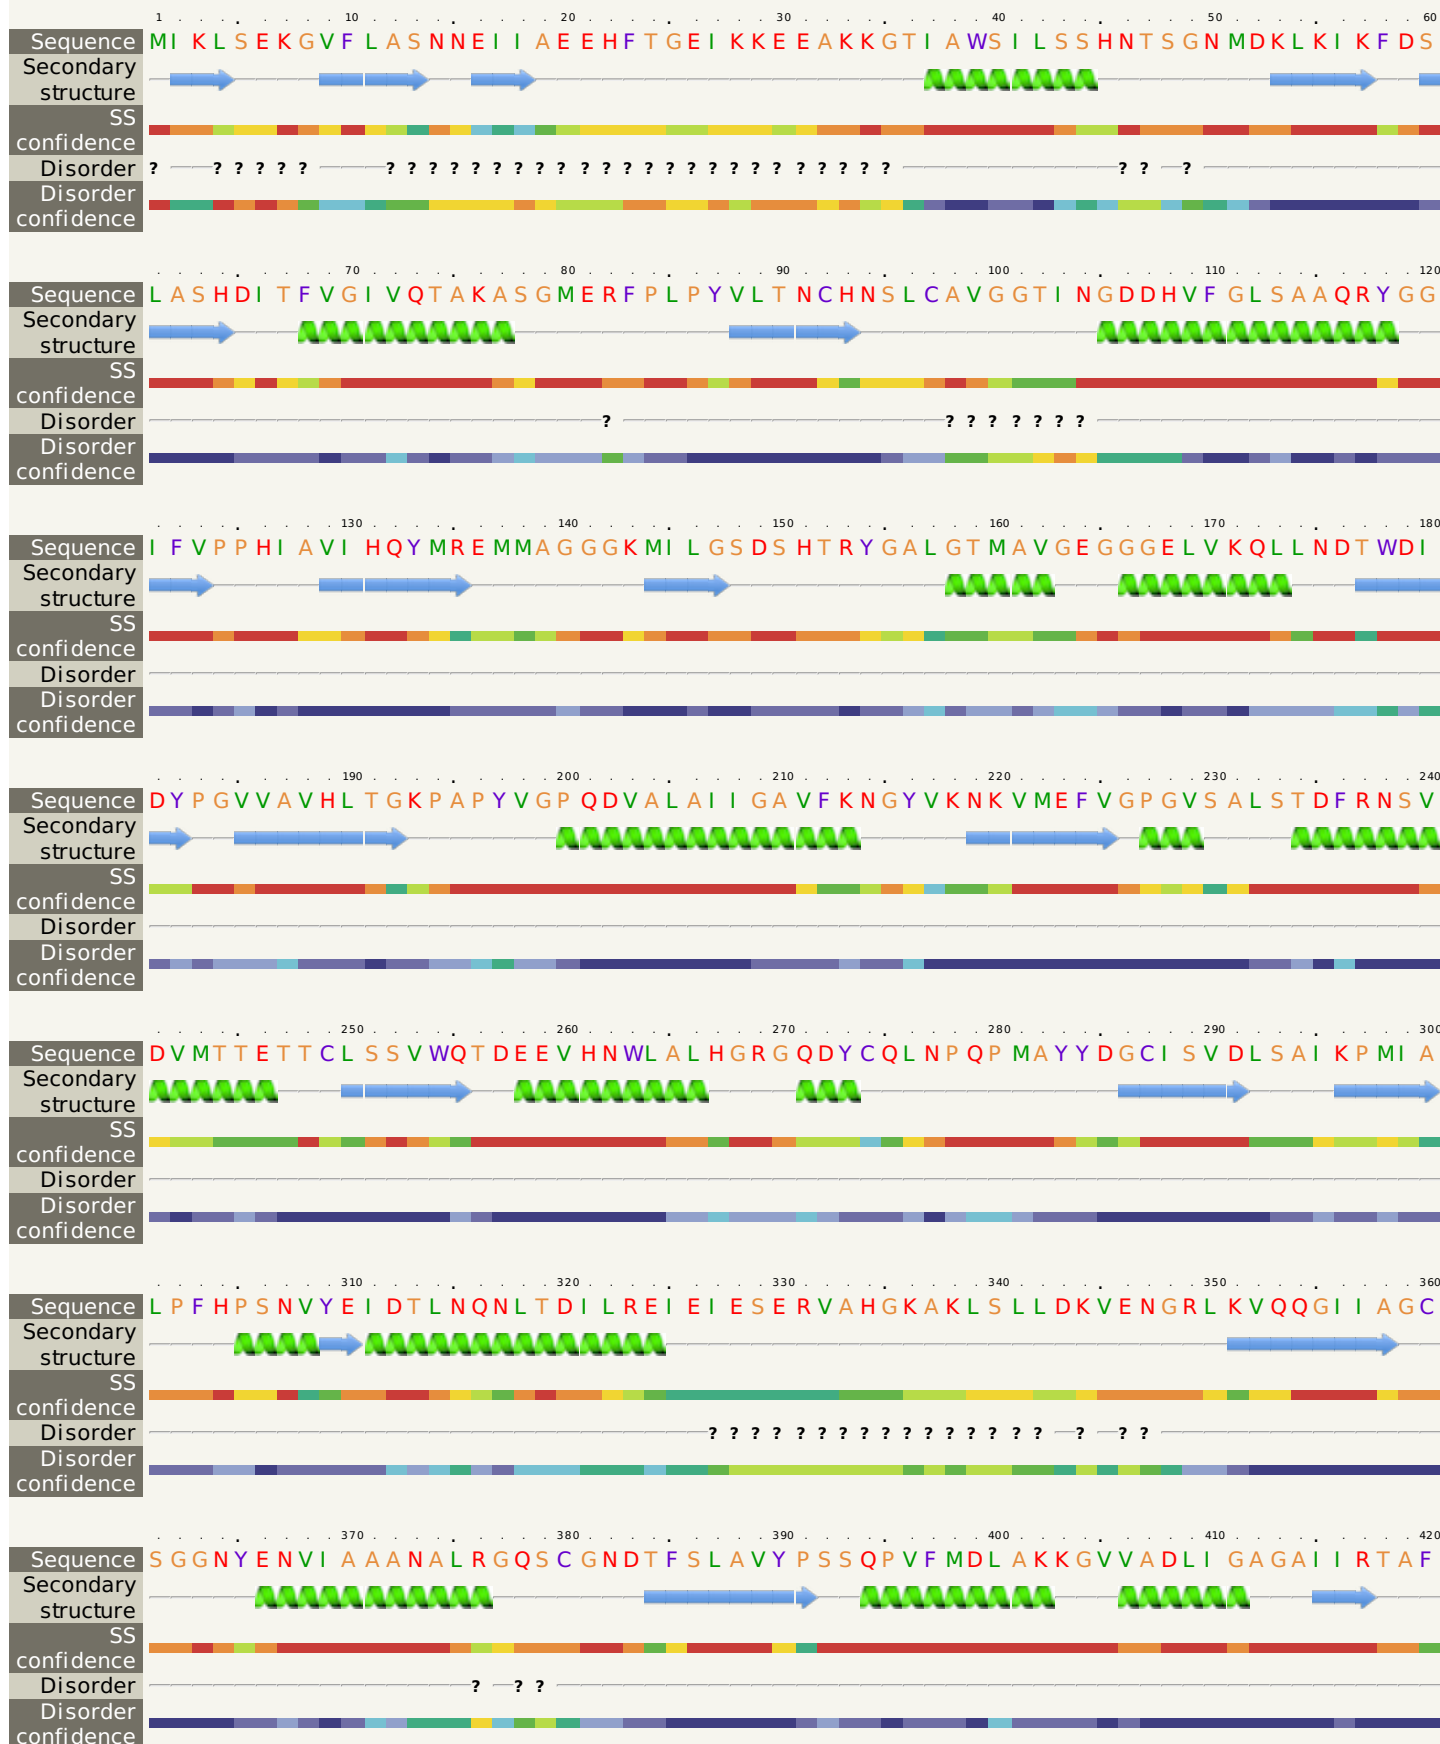 1 10 20 30 40 50 60
Sequence MIKLSEKGVFLASNNEIIAEEHFTGEIKKEEAKKGTIAWSILSSHNTSGNMDKLKIKFDS
Secondary
structure
SS
confidence
Disorder ? ? ? ? ? ? ? ? ? ? ? ? ? ? ? ? ? ? ? ? ? ? ? ? ? ? ? ? ? ? ? ? ?
Disorder
confidence
70 80 90 100 110 120
Sequence LASHDITFVGIVQTAKASGMERFPLPYVLTNCHNSLCAVGGTINGDDHVFGLSAAQRYGG
Secondary
structure
SS
confidence
Disorder ? ? ? ? ? ? ? ?
Disorder
confidence
130 140 150 160 170 180
Sequence IFVPPHIAVIHQYMREMMAGGGKMILGSDSHTRYGALGTMAVGEGGGELVKQLLNDTWDI
Secondary
structure
SS
confidence
Disorder
Disorder
confidence
190 200 210 220 230 240
Sequence DYPGVVAVHLTGKPAPYVGPQDVALAIIGAVFKNGYVKNKVMEFVGPGVSALSTDFRNSV
Secondary
structure
SS
confidence
Disorder
Disorder
confidence
250 260 270 280 290 300
Sequence DVMTTETTCLSSVWQTDEEVHNWLALHGRGQDYCQLNPQPMAYYDGCISVDLSAIKPMIA
Secondary
structure
SS
confidence
Disorder
Disorder
confidence
310 320 330 340 350 360
Sequence LPFHPSNVYEIDTLNQNLTDILREIEIESERVAHGKAKLSLLDKVENGRLKVQQGIIAGC
Secondary
structure
SS
confidence
Disorder ? ? ? ? ? ? ? ? ? ? ? ? ? ? ? ? ? ? ?
Disorder
confidence
370 380 390 400 410 420
Sequence SGGNYENVIAAANALRGQSCGNDTFSLAVYPSSQPVFMDLAKKGVVADLIGAGAIIRTAF
Secondary
structure
SS
confidence
Disorder ? ? ?
Disorder
confidence